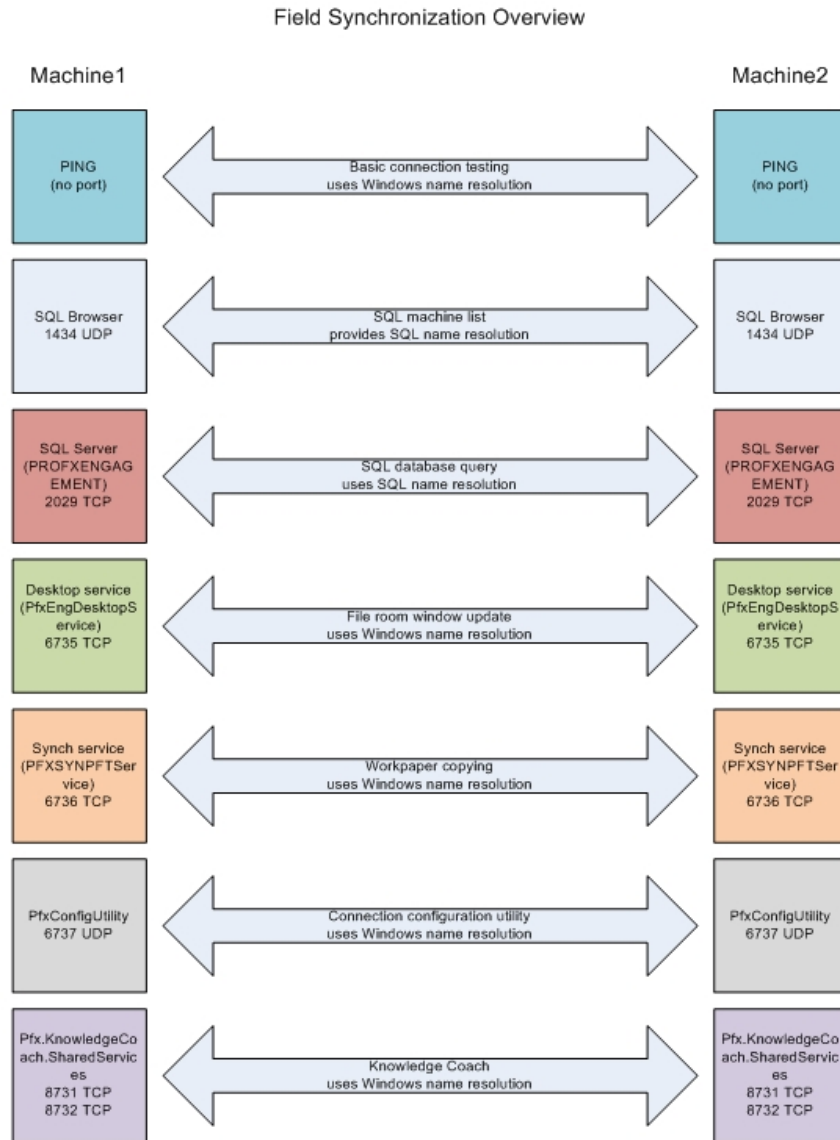 Field Synchronization Overview
Machine1
Machine2
PING
(no port)
Basic connection testing
uses Windows name resolution
PING
(no port)
SQL Browser
1434 UDP
SQL machine list
provides SQL name resolution
SQL Browser
1434 UDP
SQL Server
(PROFXENGAG
EMENT)
2029 TCP
SQL database query
uses SQL name resolution
SQL Server
(PROFXENGAG
EMENT)
2029 TCP
Desktop service
(PfxEngDesktopS
ervice)
6735 TCP
File room window update
uses Windows name resolution
Desktop service
(PfxEngDesktopS
ervice)
6735 TCP
Synch service
(PFXSYNPFTSer
vice)
6736 TCP
Workpaper copying
uses Windows name resolution
Synch service
(PFXSYNPFTSer
vice)
6736 TCP
PfxConfigUtility
6737 UDP
Connection configuration utility
uses Windows name resolution
PfxConfigUtility
6737 UDP
Pfx.KnowledgeCo
ach.SharedServic
es
8731 TCP
8732 TCP
Knowledge Coach
uses Windows name resolution
Pfx.KnowledgeCo
ach.SharedServic
es
8731 TCP
8732 TCP